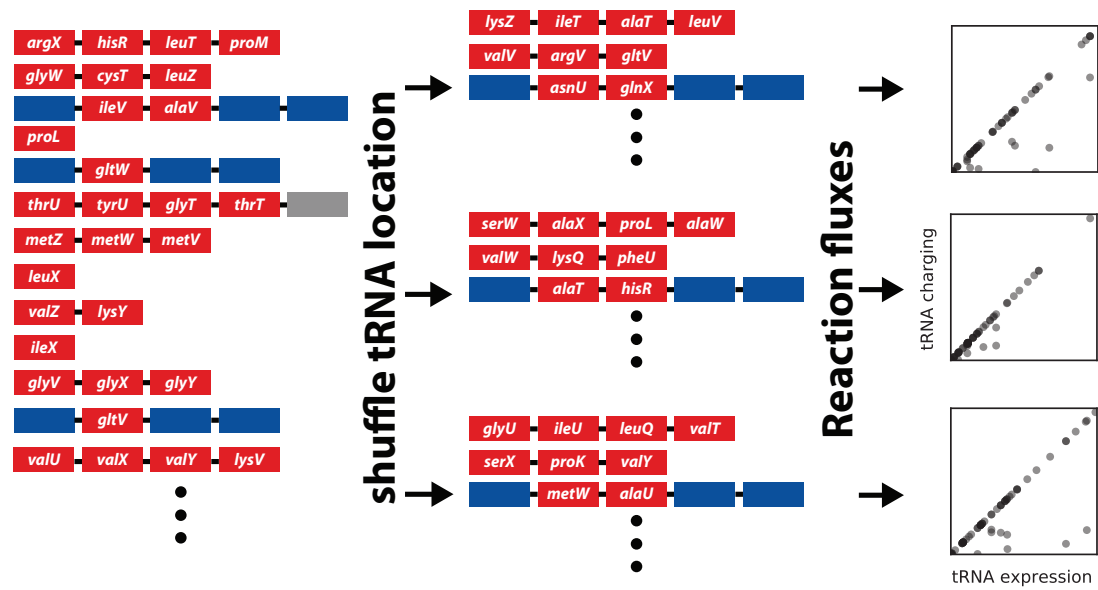 argX hisR leuT proM
glyW cysT leuZ
ileV alaV
proL
gltW
thrU tyrU glyT thrT
metZ metW metV
leuX
valZ lysY
ileX
glyV glyX glyY
gltV
valU valX valY lysV
shuffle tRNA location
lysZ ileT alaT leuV
valV argV gltV
asnU glnX
serW alaX proL alaW
valW lysQ pheU
alaT hisR
glyU ileU leuQ valT
serX proK valY
metW alaU
Reaction fluxes
tRNA charging
tRNA expression